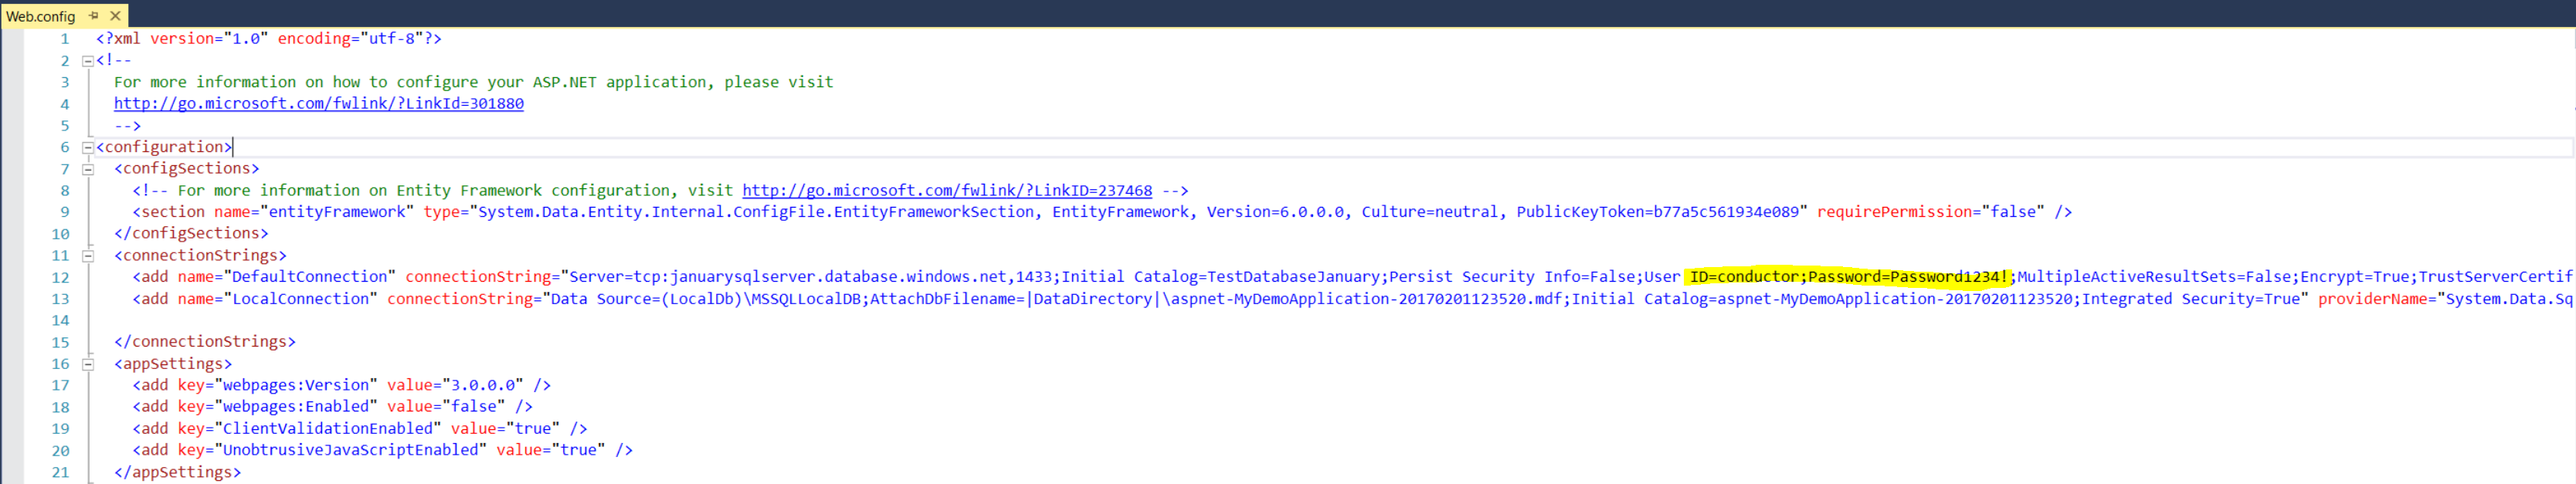 Web.config
1 <?xml version="1.0" encoding="utf-8"?>
2 <!--
3 For more information on how to configure your ASP.NET application, please visit
4 http://go.microsoft.com/fwlink/?LinkId=301880
5 -->
6 <configuration>
7 <configSections>
8 <!-- For more information on Entity Framework configuration, visit http://go.microsoft.com/fwlink/?LinkID=237468 -->
9 <section name="entityFramework" type="System.Data.Entity.Internal.ConfigFile.EntityFrameworkSection, EntityFramework, Version=6.0.0.0, Culture=neutral, PublicKeyToken=b77a5c561934e089" requirePermission="false" />
10 </configSections>
11 <connectionStrings>
12 <add name="DefaultConnection" connectionString="Server=tcp:januarysqlserver.database.windows.net,1433;Initial Catalog=TestDatabaseJanuary;Persist Security Info=False;User ID=conductor;Password=Password1234!;MultipleActiveResultSets=False;Encrypt=True;TrustServerCertif
13 <add name="LocalConnection" connectionString="Data Source=(LocalDb)\MSSQLLocalDB;AttachDbFilename=|DataDirectory|\aspnet-MyDemoApplication-20170201123520.mdf;Initial Catalog=aspnet-MyDemoApplication-20170201123520;Integrated Security=True" providerName="System.Data.Sq
14
15 </connectionStrings>
16 <appSettings>
17 <add key="webpages:Version" value="3.0.0.0" />
18 <add key="webpages:Enabled" value="false" />
19 <add key="ClientValidationEnabled" value="true" />
20 <add key="UnobtrusiveJavaScriptEnabled" value="true" />
21 </appSettings>